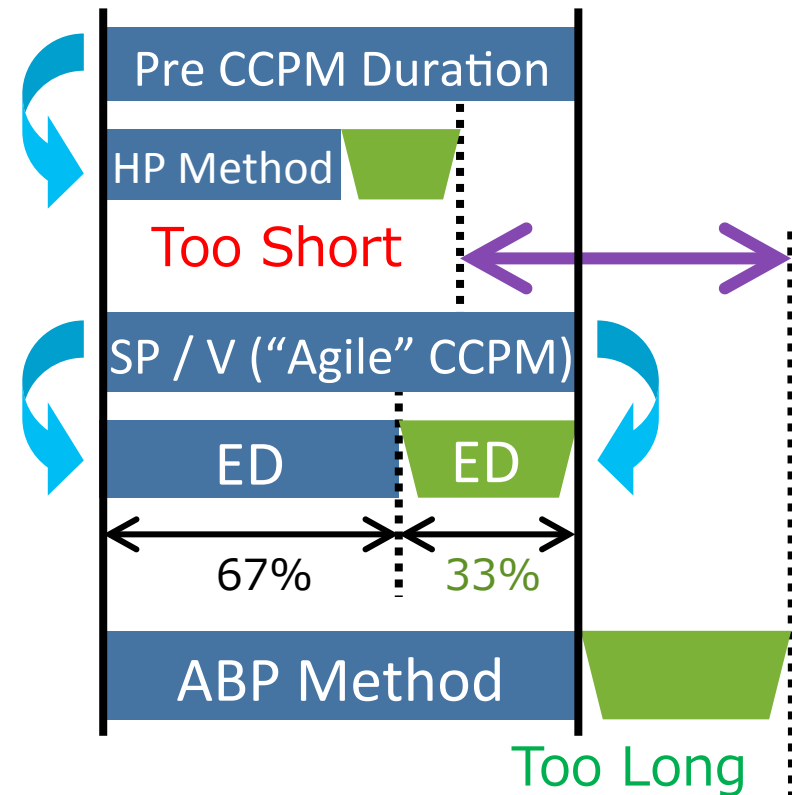 Pre CCPM Duration
HP Method
Too Short
SP / V (“Agile” CCPM)
ED
ED
67%
33%
ABP Method
Too Long